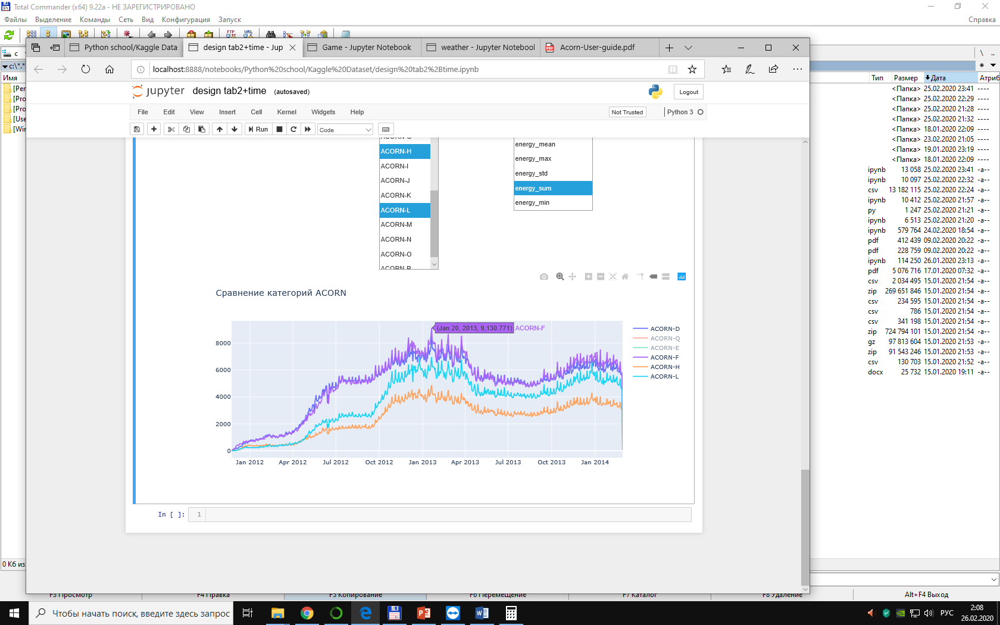 Total Commander (x64) 9.22a - НЕ ЗАРЕГИСТРИРОВАНО
Файлы Выделение Команды Сеть Вид Конфигурация Запуск Справка
FTP URL
Python school/Kaggle Data design tab2+time - Jup Game - Jupyter Notebook weather - Jupyter Notebool Acorn-User-guide.pdf
c
c:\*.*
localhost:8888/notebooks/Python%20school/Kaggle%20Dataset/design%20tab2%2Btime.ipynb
Имя Тип Размер Дата Атриб
jupyter design tab2+time (autosaved) Logout
File Edit View Insert Cell Kernel Widgets Help Not Trusted Python 3
Run Code
[Per
[Pro
[Pro
[Use
[Wir
<Папка> 25.02.2020 23:41 ----
<Папка> 25.02.2020 22:29 ----
<Папка> 25.02.2020 21:28 ----
<Папка> 25.02.2020 21:32 ----
<Папка> 18.01.2020 22:09 ----
<Папка> 23.02.2020 21:05 ----
<Папка> 19.01.2020 23:19 ----
<Папка> 18.01.2020 22:09 ----
ipynb 13 058 25.02.2020 23:41 -a--
ipynb 10 097 25.02.2020 22:32 -a--
csv 13 182 115 25.02.2020 22:24 -a--
ipynb 10 412 25.02.2020 21:57 -a--
py 1 247 25.02.2020 21:21 -a--
ipynb 6 513 25.02.2020 21:20 -a--
ipynb 579 764 24.02.2020 18:54 -a--
pdf 412 439 09.02.2020 20:22 -a--
pdf 228 759 09.02.2020 20:22 -a--
ipynb 114 250 26.01.2020 23:13 -a--
pdf 5 076 716 17.01.2020 07:32 -a--
csv 2 034 495 15.01.2020 21:54 -a--
zip 269 651 846 15.01.2020 21:54 -a--
csv 234 595 15.01.2020 21:54 -a--
csv 786 15.01.2020 21:54 -a--
csv 341 198 15.01.2020 21:54 -a--
zip 724 794 101 15.01.2020 21:54 -a--
gz 97 813 604 15.01.2020 21:53 -a--
zip 91 543 246 15.01.2020 21:53 -a--
csv 130 703 15.01.2020 21:52 -a--
docx 25 732 15.01.2020 19:11 -a--
ACORN-H
ACORN-I
ACORN-J
ACORN-K
ACORN-L
ACORN-M
ACORN-N
ACORN-O
energy_mean
energy_max
energy_std
energy_sum
energy_min
Сравнение категорий ACORN
(Jan 20, 2013, 9,130.771) ACORN-F
8000
6000
4000
2000
0
Jan 2012 Apr 2012 Jul 2012 Oct 2012 Jan 2013 Apr 2013 Jul 2013 Oct 2013 Jan 2014
ACORN-D
ACORN-Q
ACORN-E
ACORN-F
ACORN-H
ACORN-L
In [ ]: 1
0 Кб из
F3 Просмотр F4 Правка F5 Копирование F6 Перемещение F7 Каталог F8 Удаление Alt+F4 Выход
Чтобы начать поиск, введите здесь запрос
РУС
2:08
26.02.2020